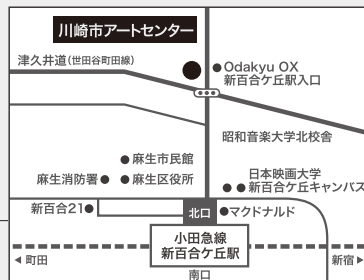 川崎市アートセンター
津久井道(世田谷町田線)
Odakyu OX
新百合ケ丘駅入口
昭和音楽大学北校舎
麻生市民館
日本映画大学
麻生消防署
麻生区役所
新百合ケ丘キャンパス
新百合21
北口
マクドナルド
小田急線
新百合ケ丘駅
町田
新宿
南口